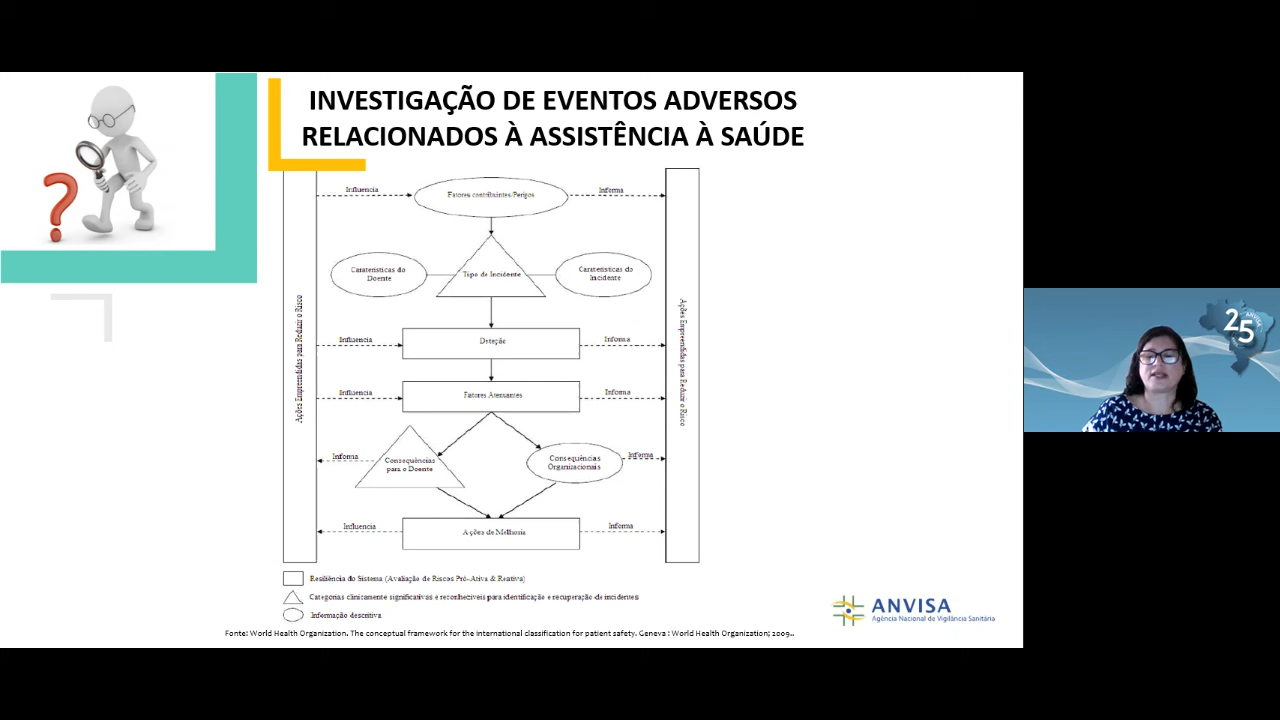 INVESTIGAÇÃO DE EVENTOS ADVERSOS
RELACIONADOS À ASSISTÊNCIA À SAÚDE
Influencia
Fatores contribuintes/Perigos
Informa
Caraterísticas do
Doente
Tipo de Incidente
Caraterísticas do
Incidente
Ações Empreendidas para Reduzir o Risco
Ações Empreendidas para Reduzir o Risco
Influencia
Deteção
Informa
Influencia
Fatores Atenuantes
Informa
Informa
Consequências
para o Doente
Consequências
Organizacionais
Informa
Influencia
Ações de Melhoria
Informa
Resiliência do Sistema (Avaliação de Riscos Pró-Ativa & Reativa)
Categorias clinicamente significativas e reconhecíveis para identificação e recuperação de incidentes
Informação descritiva
Fonte: World Health Organization. The conceptual framework for the international classification for patient safety. Geneva : World Health Organization; 2009..
ANVISA
Agência Nacional de Vigilância Sanitária
ANVISA
25